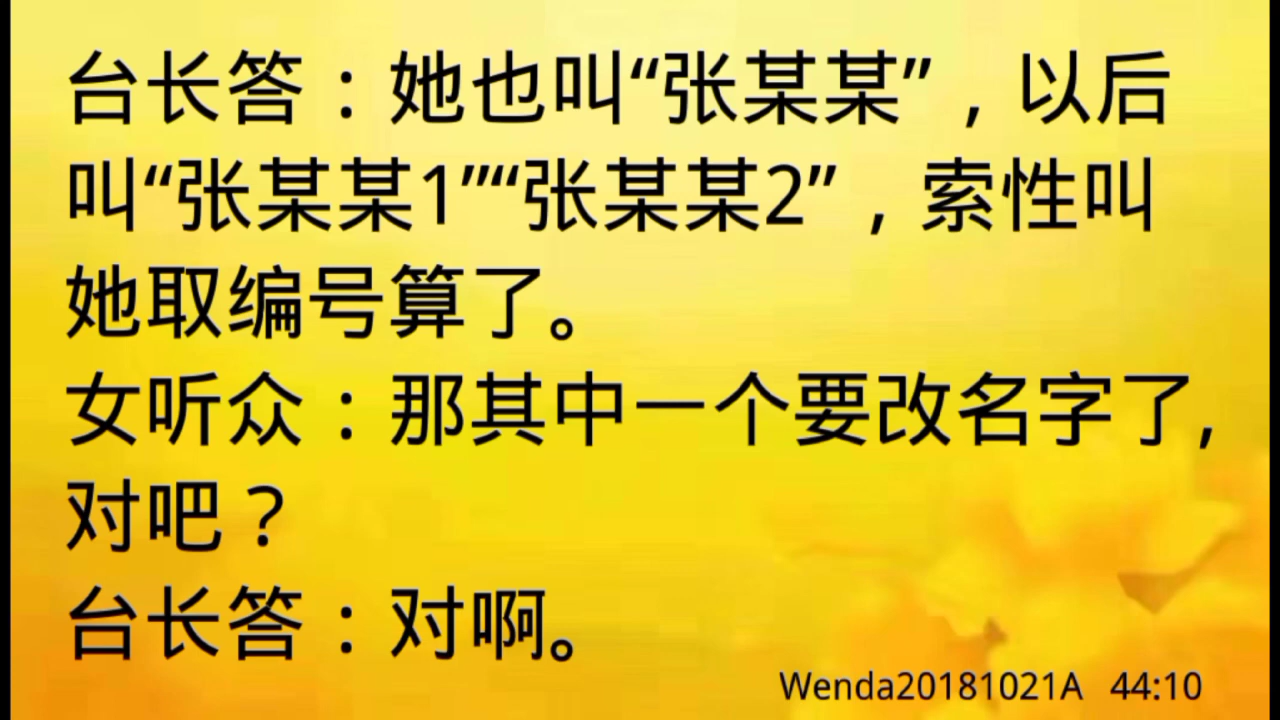 台长答：她也叫“张某某”，以后
叫“张某某1”“张某某2”，索性叫
她取编号算了。
女听众：那其中一个要改名字了，
对吧？
台长答：对啊。
Wenda20181021A 44:10